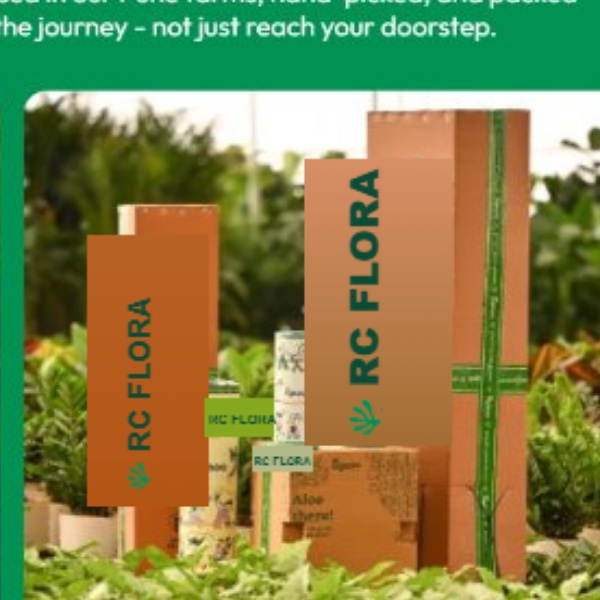 the journey - not just reach your doorstep.
RC FLORA
RC FLORA
RC FLORA
RC FLORA
Aloe
there!